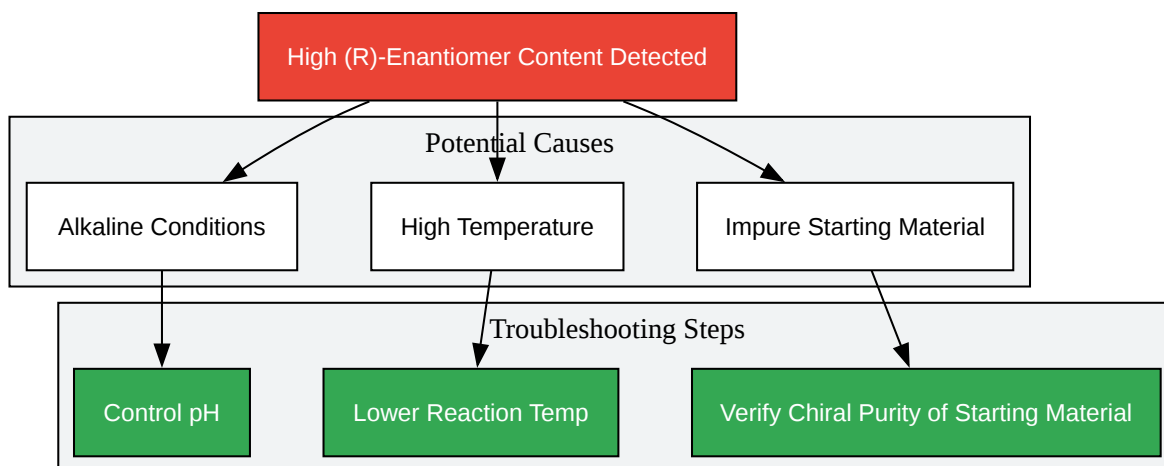 High (R)-Enantiomer Content Detected
Potential Causes
Alkaline Conditions
High Temperature
Impure Starting Material
Troubleshooting Steps
Control pH
Lower Reaction Temp
Verify Chiral Purity of Starting Material